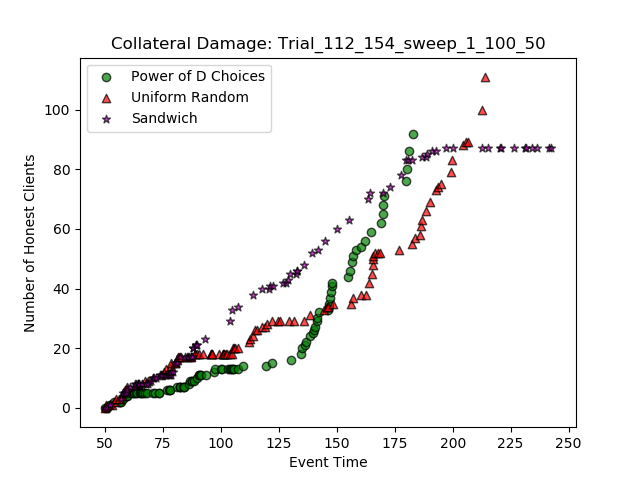 Collateral Damage: Trial_112_154_sweep_1_100_50
Power of D Choices
Uniform Random
Sandwich
Number of Honest Clients
100
80
60
40
20
0
50
75
100
125
150
175
200
225
250
Event Time